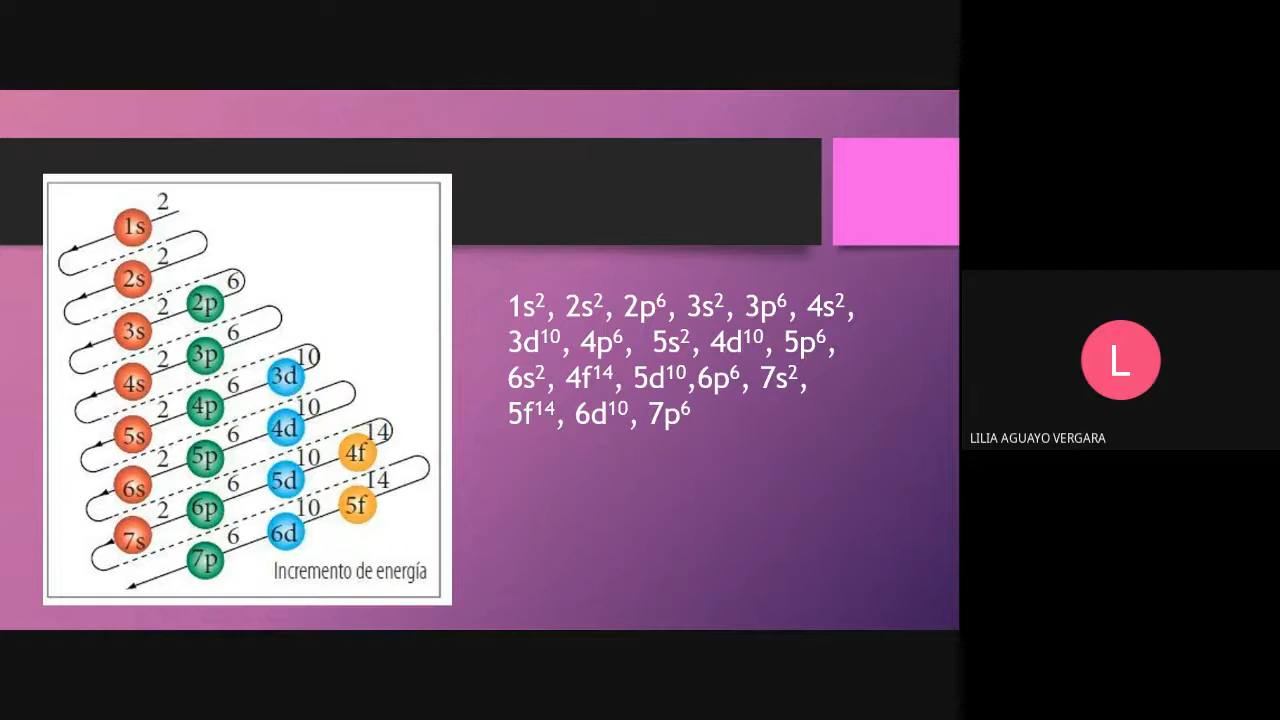 2
1s
2
2s
6
2 2p
3s
6
2 3p
10
4s 3d
6
2 4p
10
5s 4d
14
6
2 5p
10 4f
6s 5d
14
6
2 6p
10 5f
7s 6d
6
7p
Incremento de energía
1s², 2s², 2p⁶, 3s², 3p⁶, 4s²,
3d¹⁰, 4p⁶, 5s², 4d¹⁰, 5p⁶,
6s², 4f¹⁴, 5d¹⁰,6p⁶, 7s²,
5f¹⁴, 6d¹⁰, 7p⁶
L
LILIA AGUAYO VERGARA